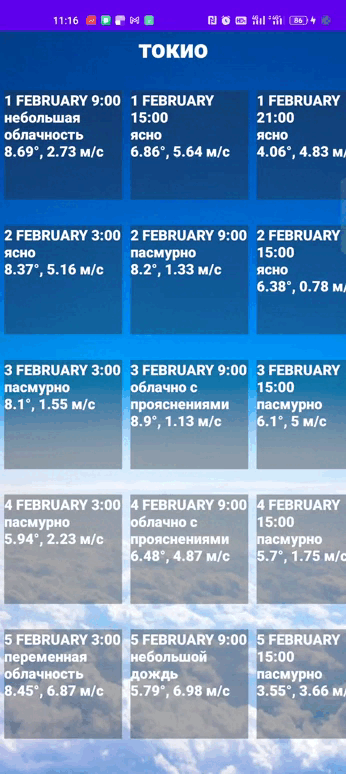 11:16
86
ТОКИО
1 FEBRUARY 9:00
небольшая
облачность
8.69°, 2.73 м/с
1 FEBRUARY
15:00
ясно
6.86°, 5.64 м/с
1 FEBRUARY
21:00
ясно
4.06°, 4.83 м/
2 FEBRUARY 3:00
ясно
8.37°, 5.16 м/с
2 FEBRUARY 9:00
пасмурно
8.2°, 1.33 м/с
2 FEBRUARY
15:00
ясно
6.38°, 0.78 м/
3 FEBRUARY 3:00
пасмурно
8.1°, 1.55 м/с
3 FEBRUARY 9:00
облачно с
прояснениями
8.9°, 1.13 м/с
3 FEBRUARY
15:00
пасмурно
6.1°, 5 м/с
4 FEBRUARY 3:00
пасмурно
5.94°, 2.23 м/с
4 FEBRUARY 9:00
облачно с
прояснениями
6.48°, 4.87 м/с
4 FEBRUARY
15:00
пасмурно
5.7°, 1.75 м/с
5 FEBRUARY 3:00
переменная
облачность
8.45°, 6.87 м/с
5 FEBRUARY 9:00
небольшой
дождь
5.79°, 6.98 м/с
5 FEBRUARY
15:00
пасмурно
3.55°, 3.66 м/